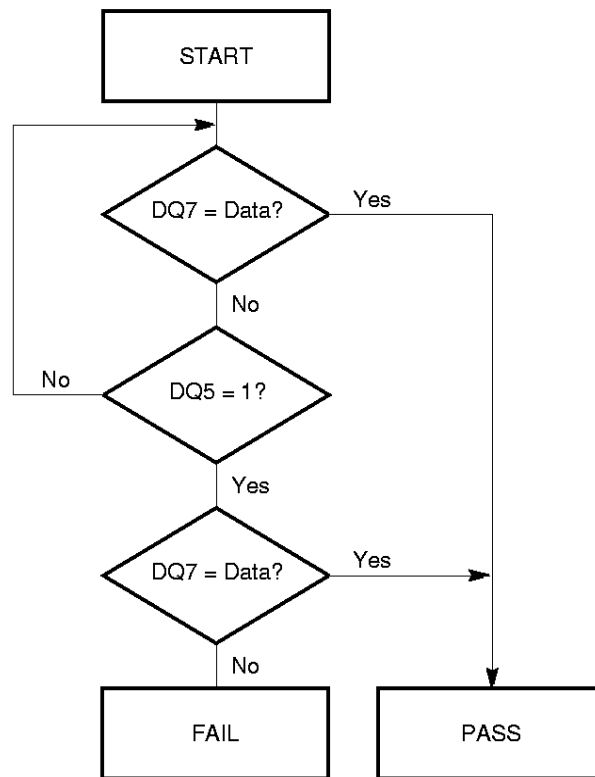 START
DQ7 = Data?
Yes
No
DQ5 = 1?
No
Yes
DQ7 = Data?
Yes
No
FAIL
PASS